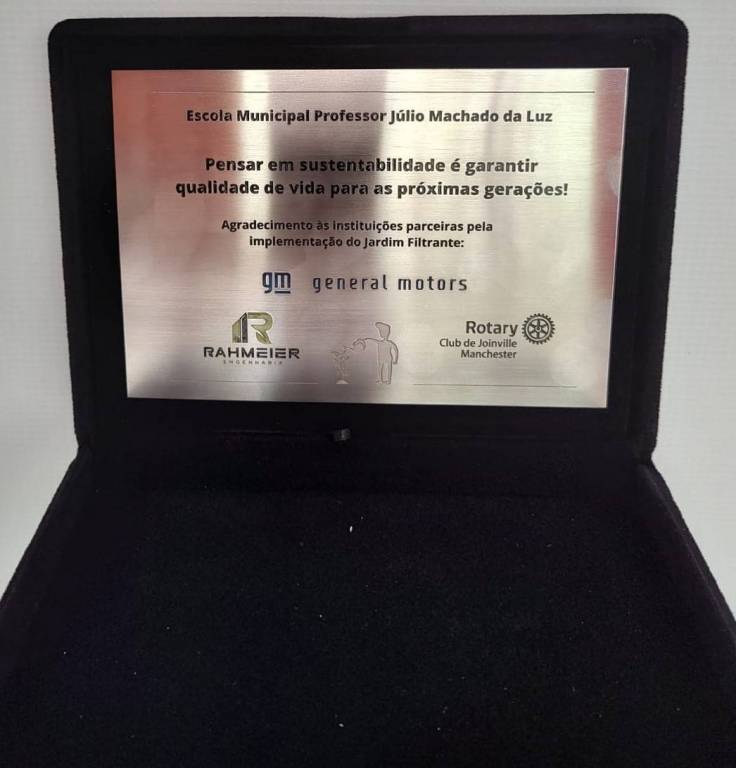 Escola Municipal Professor Júlio Machado da Luz
Pensar em sustentabilidade é garantir
qualidade de vida para as próximas gerações!
Agradecimento às instituições parceiras pela
implementação do Jardim Filtrante:
gm general motors
RAHMEIER
ENGENHARIA
Rotary
Club de Joinville
Manchester